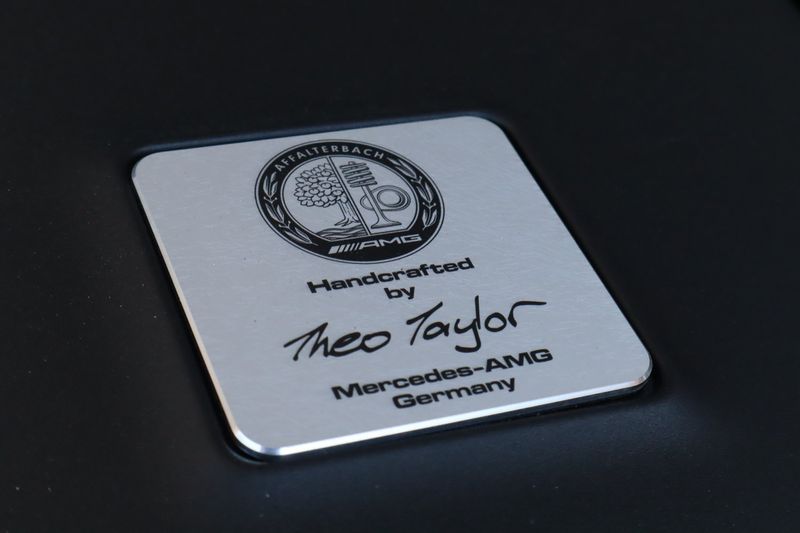 AFFALTERBACH
AMG
Handcrafted
by
Theo Taylor
Mercedes-AMG
Germany